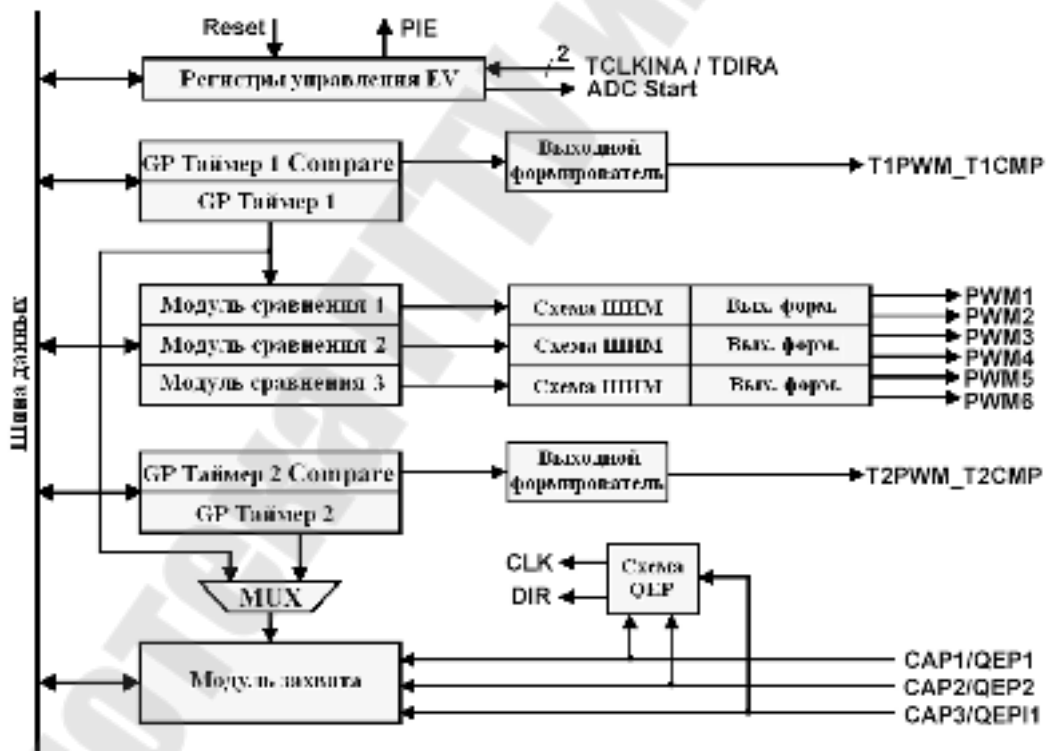 Reset
PIE
2
Регистры управления EV
TCLKINA / TDIRA
ADC Start
GP Таймер 1 Compare
GP Таймер 1
Выходной
формирователь
T1PWM_T1CMP
Шина данных
Модуль сравнения 1
Схема ШИМ
Вых. форм.
PWM1
PWM2
Модуль сравнения 2
Схема ШИМ
Вых. форм.
PWM3
PWM4
Модуль сравнения 3
Схема ШИМ
Вых. форм.
PWM5
PWM6
GP Таймер 2 Compare
GP Таймер 2
Выходной
формирователь
T2PWM_T2CMP
MUX
CLK
DIR
Схема
QEP
Модуль захвата
CAP1/QEP1
CAP2/QEP2
CAP3/QEPI1